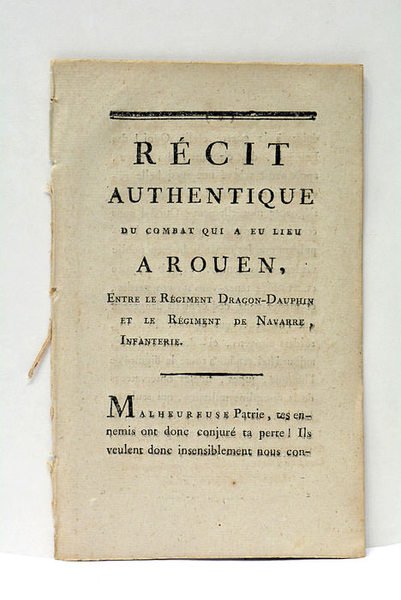 RÉCIT
AUTHENTIQUE
DU COMBAT QUI A EU LIEU
A ROUEN,
ENTRE LE RÉGIMENT DRAGON-DAUPHIN
ET LE RÉGIMENT DE NAVARRE,
INFANTERIE.
MALHEUREUSE Patrie, tes en-
nemis ont donc conjuré ta perte! Ils
veulent donc insensiblement nous con-